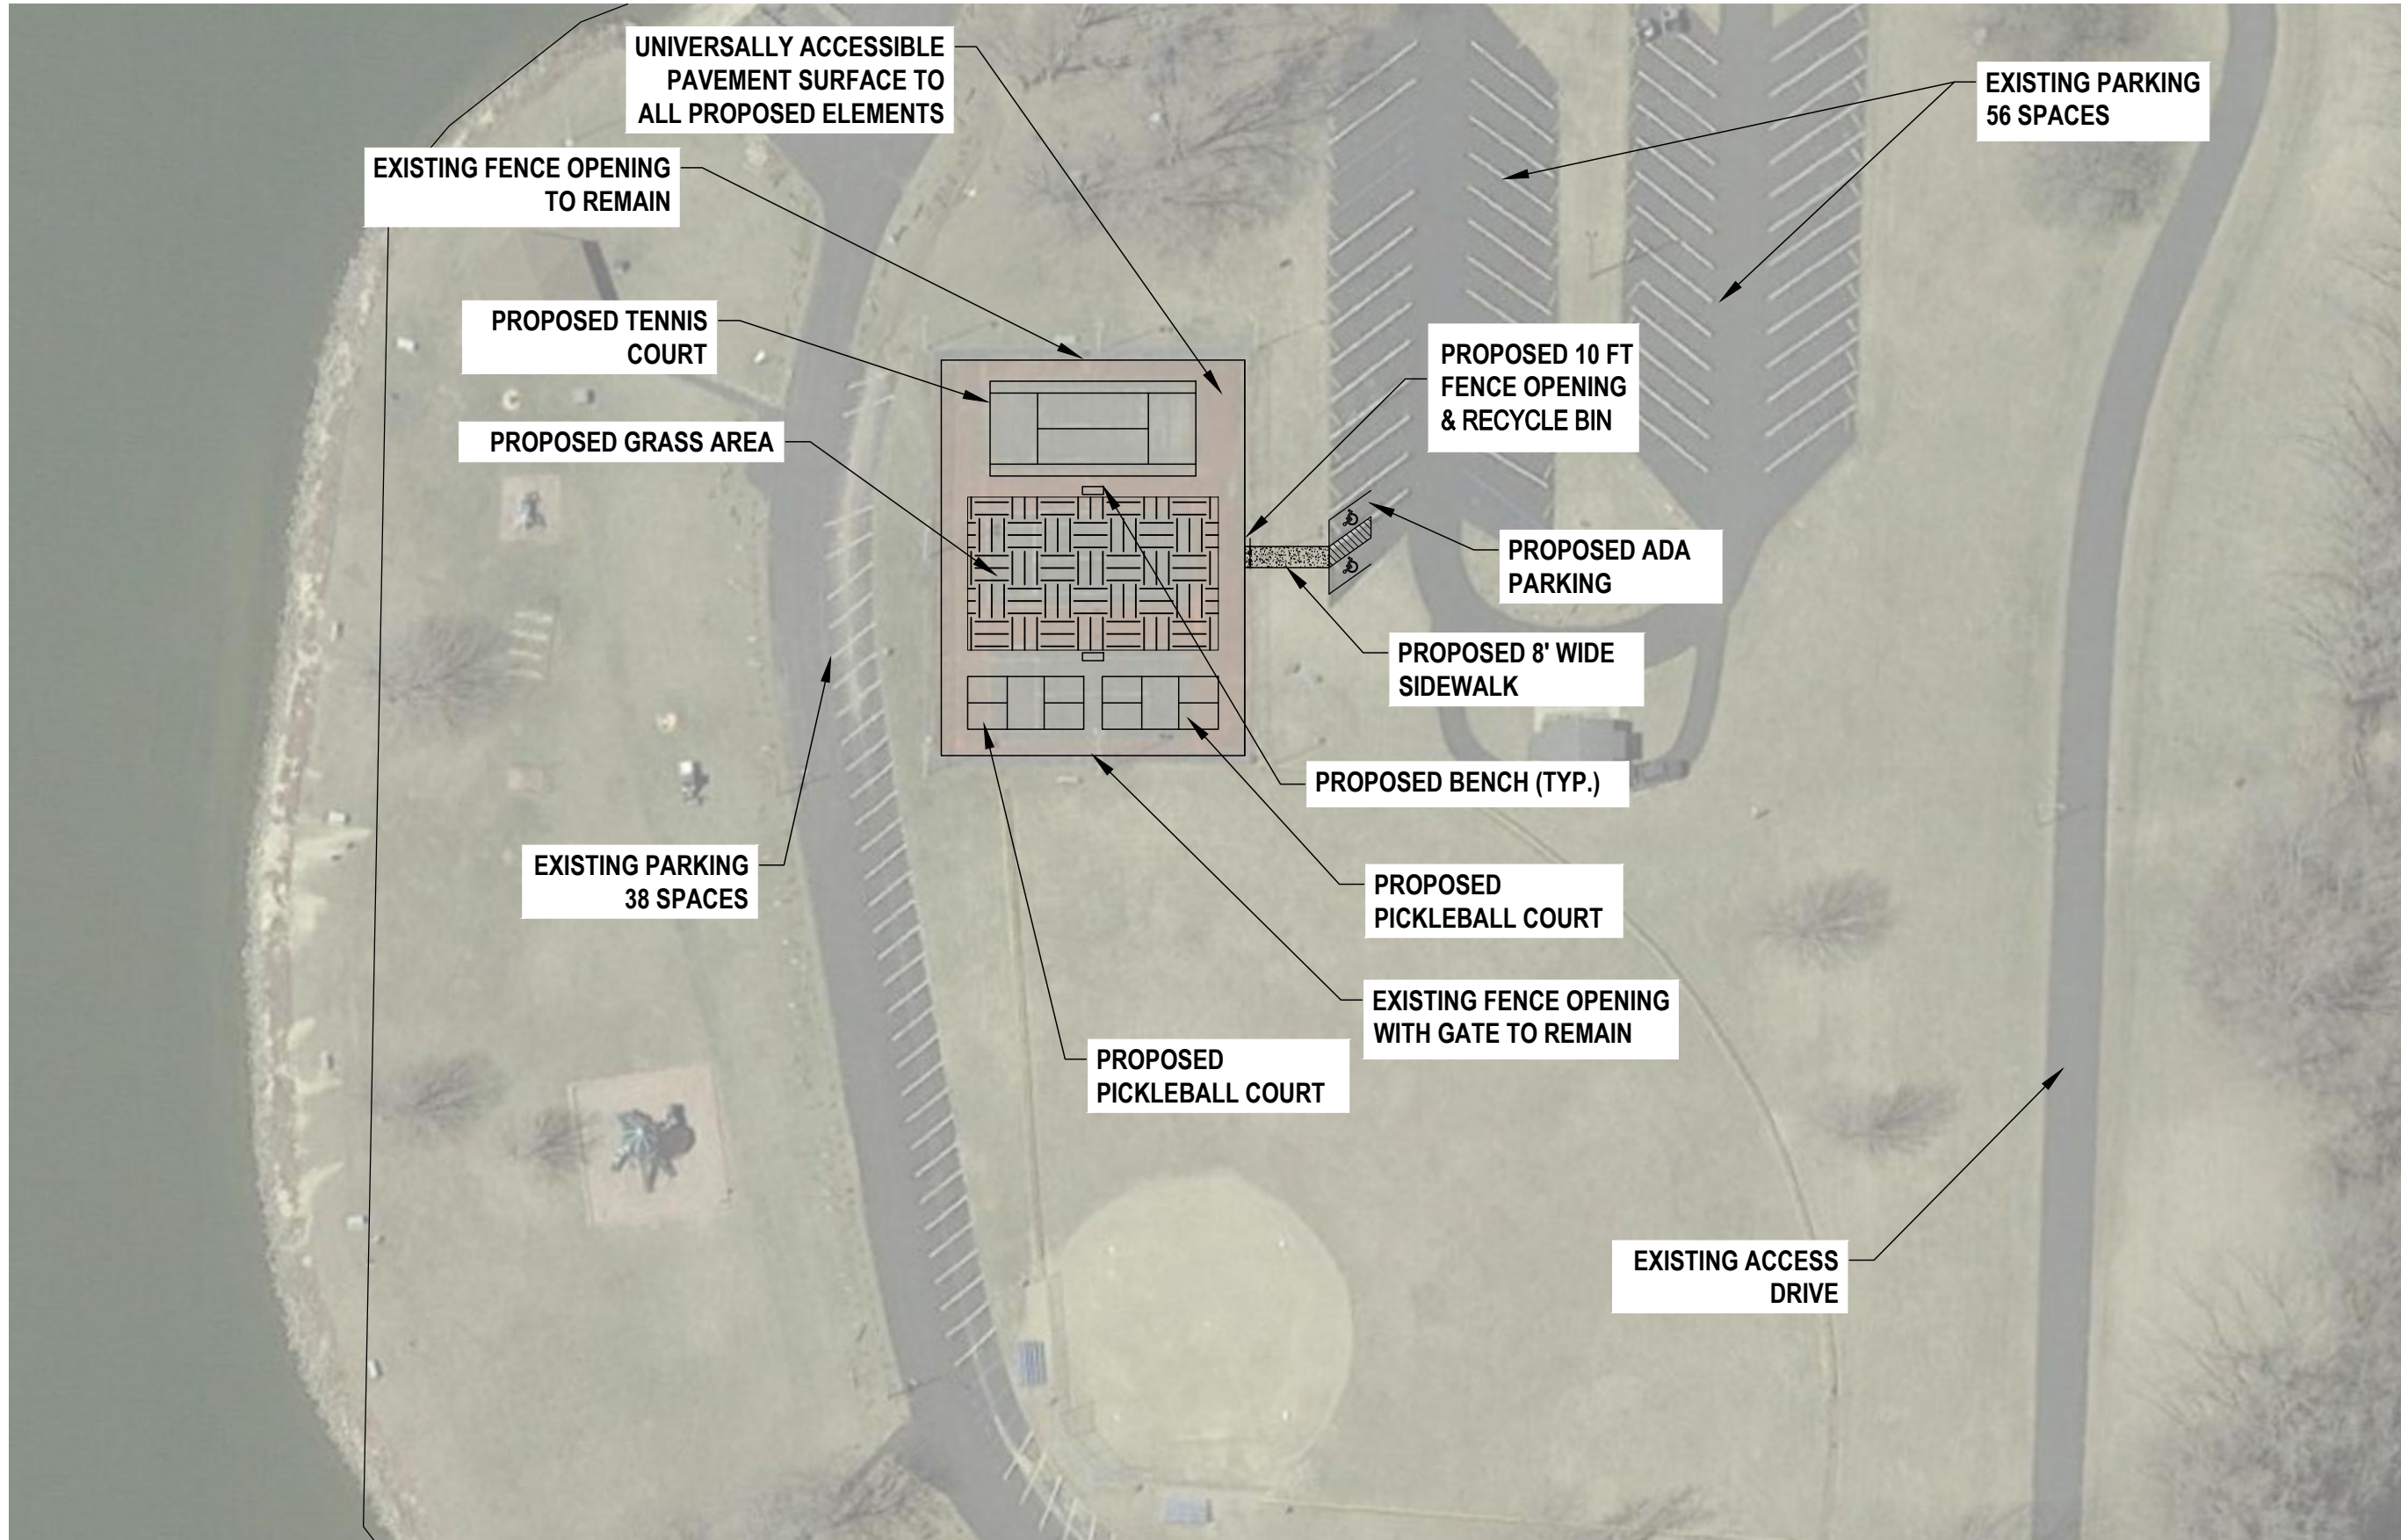 UNIVERSALLY ACCESSIBLE
PAVEMENT SURFACE TO
ALL PROPOSED ELEMENTS
EXISTING PARKING
56 SPACES
EXISTING FENCE OPENING
TO REMAIN
PROPOSED TENNIS
COURT
PROPOSED 10 FT
FENCE OPENING
& RECYCLE BIN
PROPOSED GRASS AREA
PROPOSED ADA
PARKING
PROPOSED 8' WIDE
SIDEWALK
PROPOSED BENCH (TYP.)
EXISTING PARKING
38 SPACES
PROPOSED
PICKLEBALL COURT
EXISTING FENCE OPENING
WITH GATE TO REMAIN
PROPOSED
PICKLEBALL COURT
EXISTING ACCESS
DRIVE